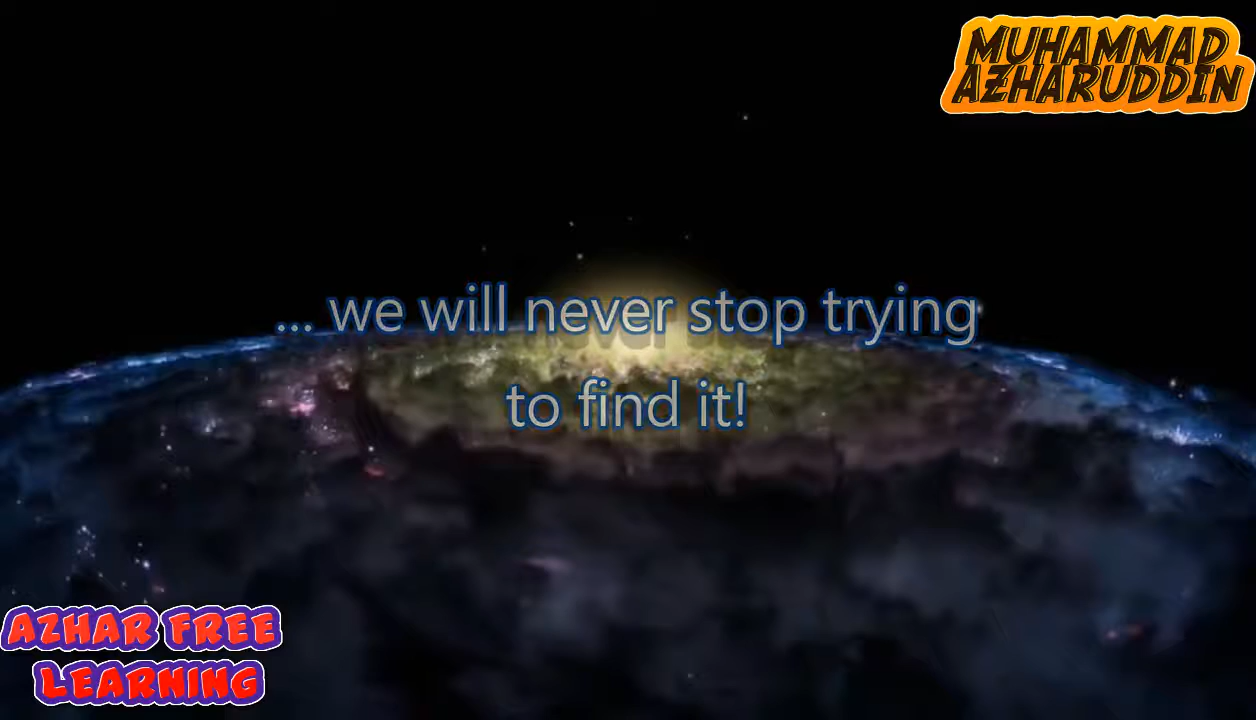 MUHAMMAD
AZHARUDDIN
... we will never stop trying
to find it!
AZHAR FREE
LEARNING